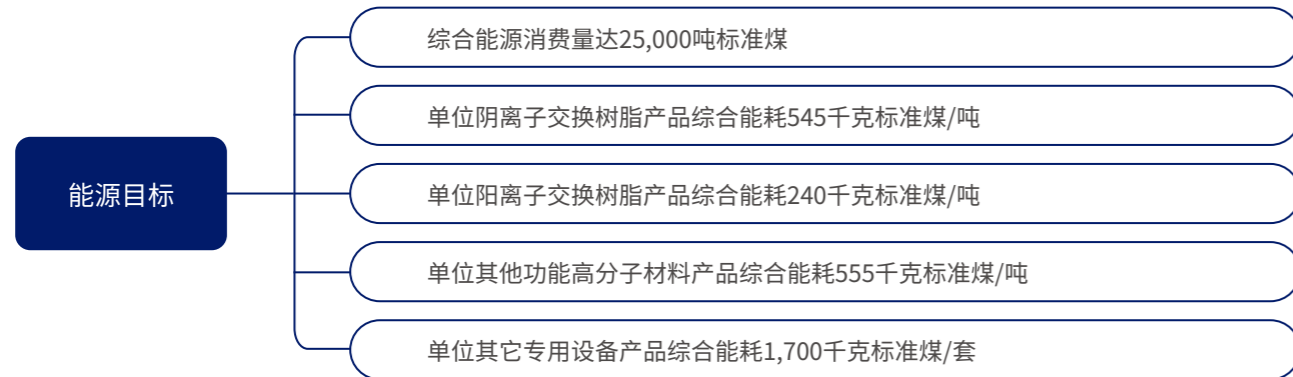 综合能源消费量达25,000吨标准煤
单位阴离子交换树脂产品综合能耗545千克标准煤/吨
能源目标
单位阳离子交换树脂产品综合能耗240千克标准煤/吨
单位其他功能高分子材料产品综合能耗555千克标准煤/吨
单位其它专用设备产品综合能耗1,700千克标准煤/套